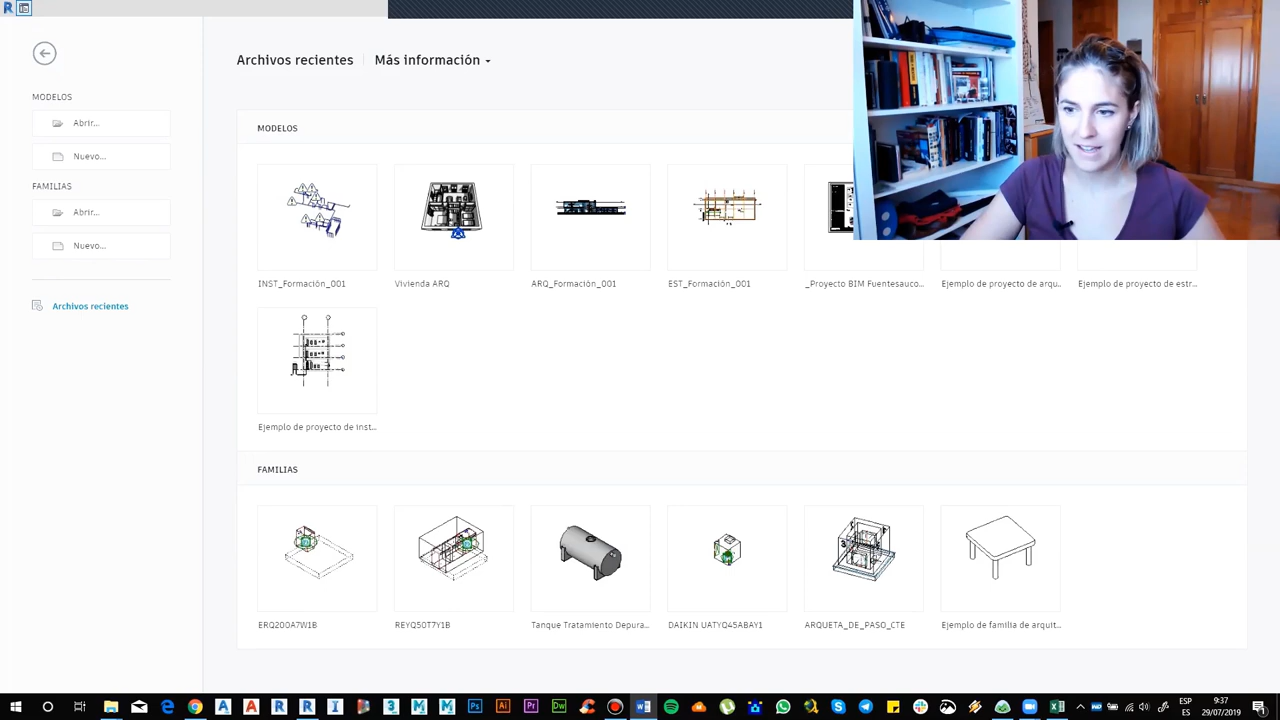 Archivos recientes
Más información
MODELOS
Abrir...
Nuevo...
FAMILIAS
Abrir...
Nuevo...
Archivos recientes
MODELOS
INST_Formación_001
Vivienda ARQ
ARQ_Formación_001
EST_Formación_001
_Proyecto BIM Fuentesauco...
Ejemplo de proyecto de arqu...
Ejemplo de proyecto de estr...
Ejemplo de proyecto de inst...
FAMILIAS
ERQ200A7W1B
REYQ50T7Y1B
Tanque Tratamiento Depura...
DAIKIN UATYQ45ABAY1
ARQUETA_DE_PASO_CTE
Ejemplo de familia de arquit...
ESP
ES
9:37
29/07/2019